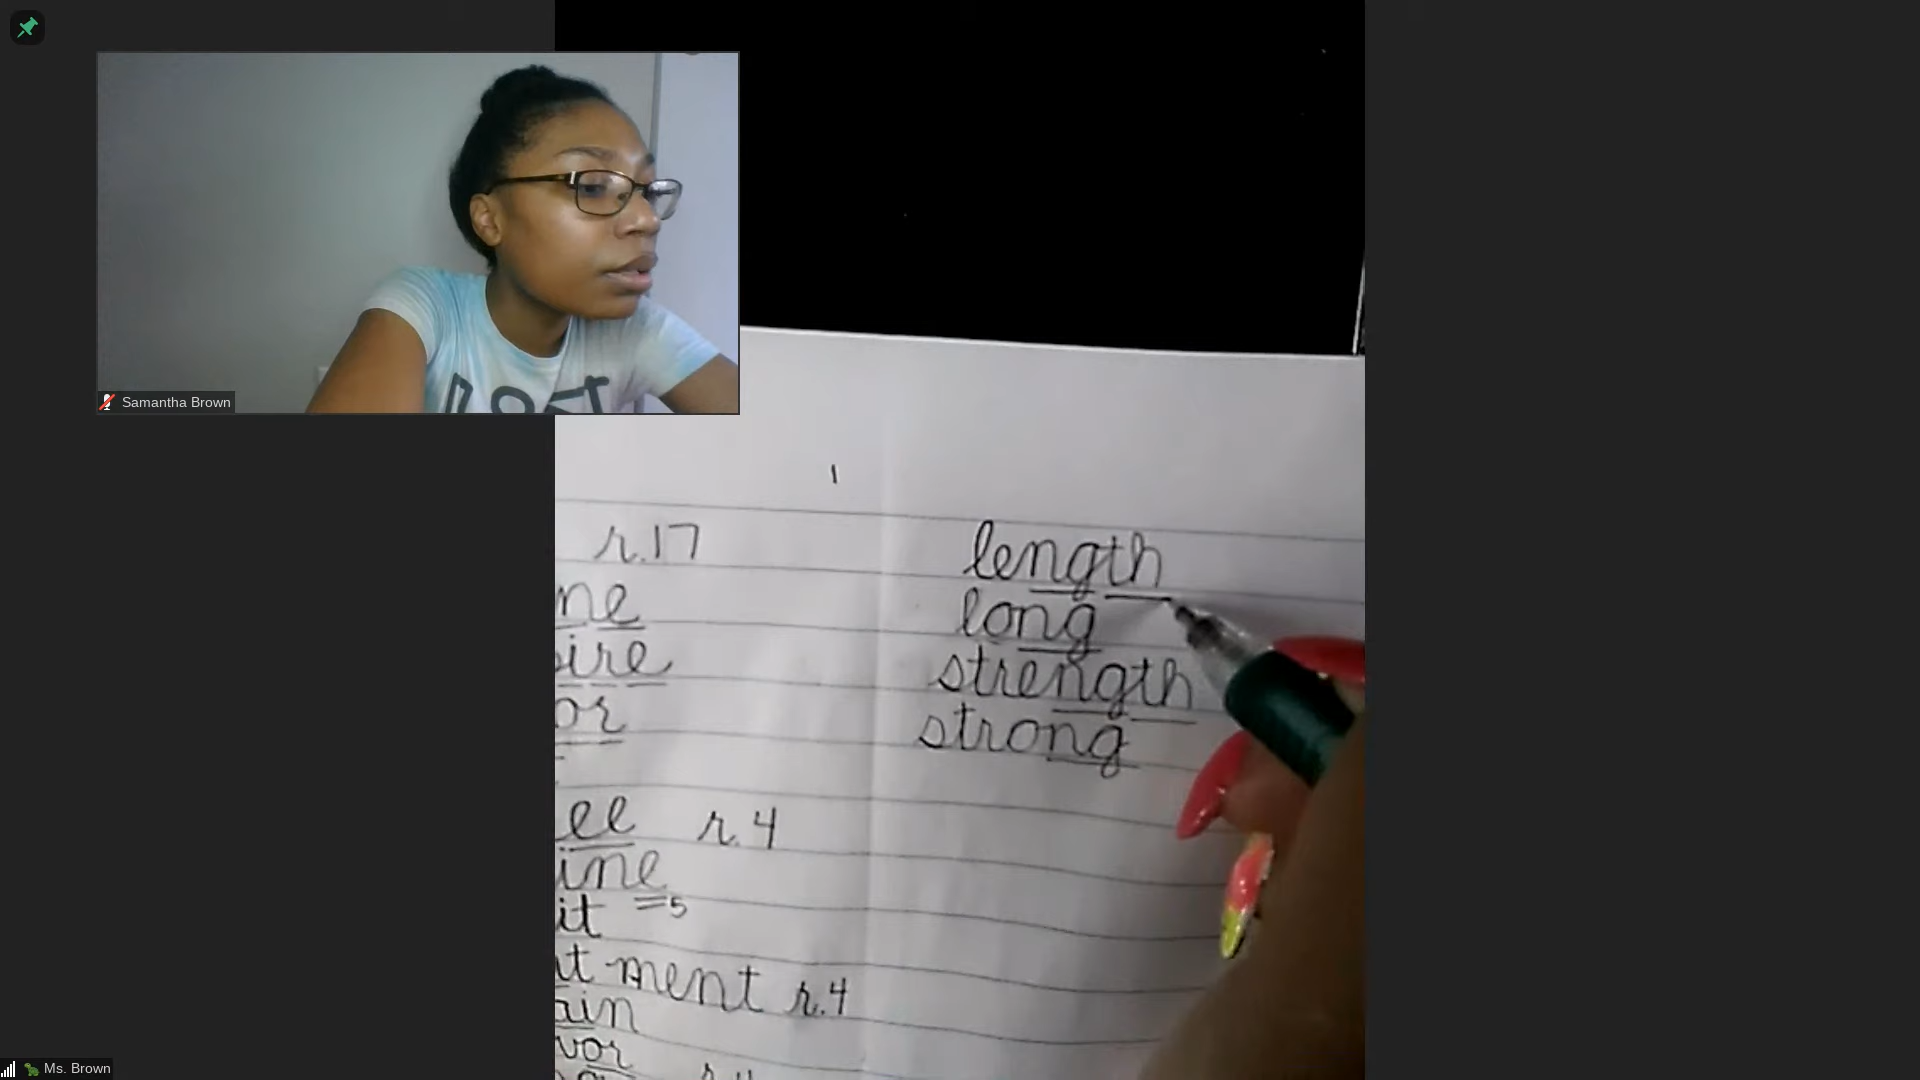 Samantha Brown
1
r.17
length
ne
long
ire
strength
or
strong
ee r.4
ine
=5
it
t ment r.4
ain
vor
Ms. Brown